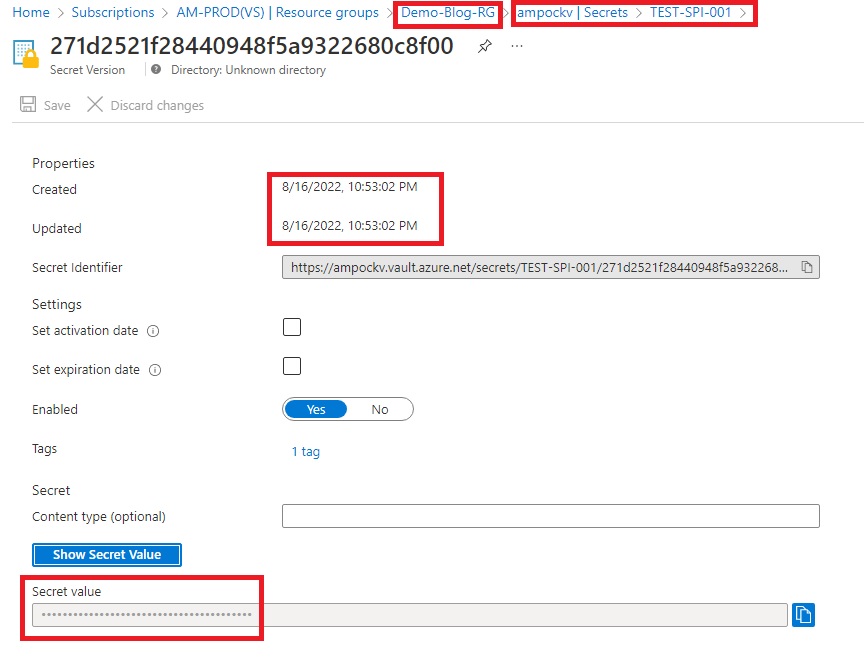 Home > Subscriptions > AM-PROD(VS) | Resource groups > Demo-Blog-RG > ampockv | Secrets > TEST-SPI-001 >
271d2521f28440948f5a9322680c8f00 ...
Secret Version Directory: Unknown directory
Save Discard changes
Properties
Created 8/16/2022, 10:53:02 PM
Updated 8/16/2022, 10:53:02 PM
Secret Identifier https://ampockv.vault.azure.net/secrets/TEST-SPI-001/271d2521f28440948f5a932268...
Settings
Set activation date
Set expiration date
Enabled Yes No
Tags 1 tag
Secret
Content type (optional)
Show Secret Value
Secret value